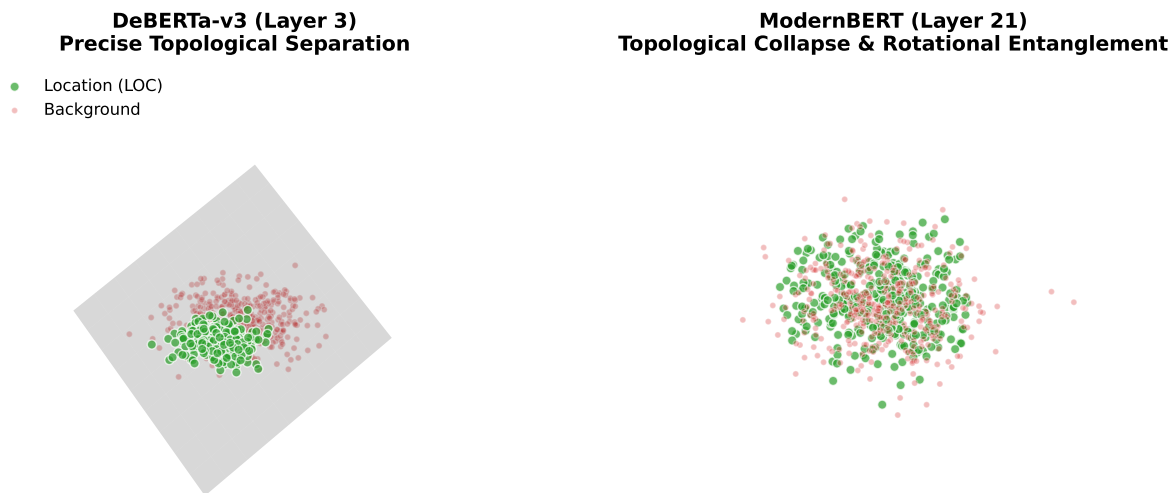 DeBERTa-v3 (Layer 3)
Precise Topological Separation
Location (LOC)
Background
ModernBERT (Layer 21)
Topological Collapse & Rotational Entanglement